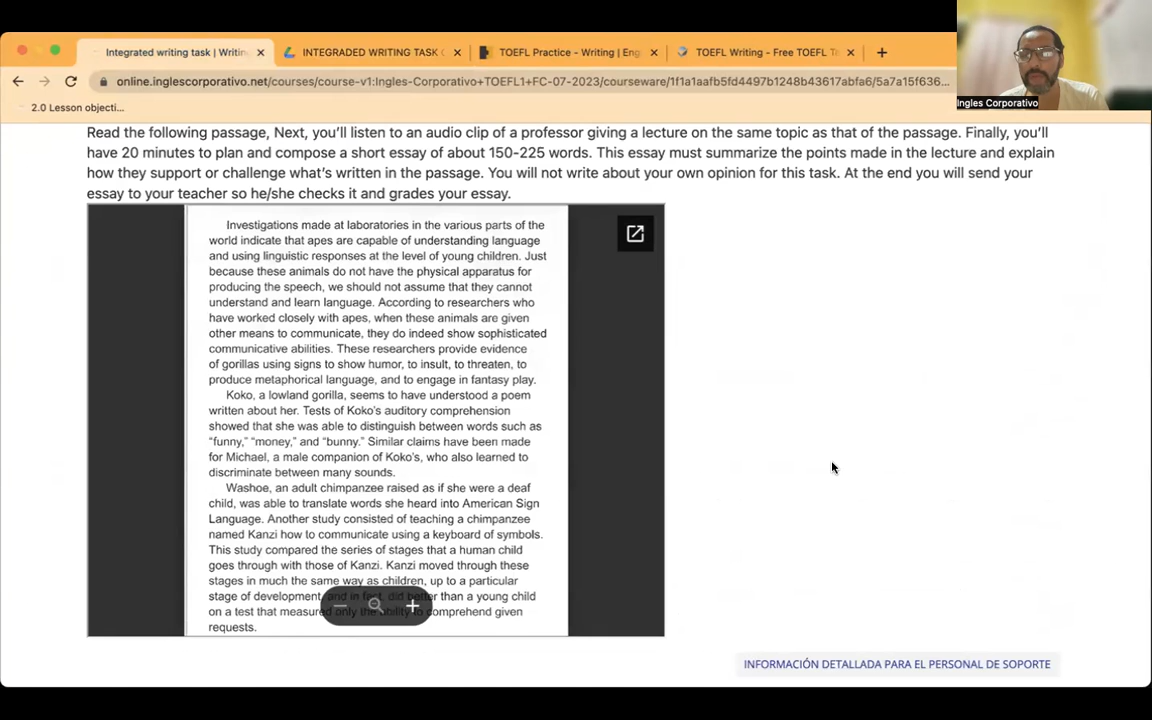 Integrated writing task | Writin
INTEGRADED WRITING TASK
TOEFL Practice - Writing | Eng
TOEFL Writing - Free TOEFL T
online.inglescorporativo.net/courses/course-v1:Ingles-Corporativo+TOEFL1+FC-07-2023/courseware/1f1a1aafb5fd4497b1248b43617abfa6/5a7a15f636...
Ingles Corporativo
2.0 Lesson objecti...
Read the following passage, Next, you'll listen to an audio clip of a professor giving a lecture on the same topic as that of the passage. Finally, you'll
have 20 minutes to plan and compose a short essay of about 150-225 words. This essay must summarize the points made in the lecture and explain
how they support or challenge what's written in the passage. You will not write about your own opinion for this task. At the end you will send your
essay to your teacher so he/she checks it and grades your essay.
Investigations made at laboratories in the various parts of the
world indicate that apes are capable of understanding language
and using linguistic responses at the level of young children. Just
because these animals do not have the physical apparatus for
producing the speech, we should not assume that they cannot
understand and learn language. According to researchers who
have worked closely with apes, when these animals are given
other means to communicate, they do indeed show sophisticated
communicative abilities. These researchers provide evidence
of gorillas using signs to show humor, to insult, to threaten, to
produce metaphorical language, and to engage in fantasy play.
Koko, a lowland gorilla, seems to have understood a poem
written about her. Tests of Koko's auditory comprehension
showed that she was able to distinguish between words such as
"funny," "money," and "bunny." Similar claims have been made
for Michael, a male companion of Koko's, who also learned to
discriminate between many sounds.
Washoe, an adult chimpanzee raised as if she were a deaf
child, was able to translate words she heard into American Sign
Language. Another study consisted of teaching a chimpanzee
named Kanzi how to communicate using a keyboard of symbols.
This study compared the series of stages that a human child
goes through with those of Kanzi. Kanzi moved through these
stages in much the same way as children, up to a particular
stage of development, and in fact, did better than a young child
on a test that measured only the ability to comprehend given
requests.
INFORMACIÓN DETALLADA PARA EL PERSONAL DE SOPORTE